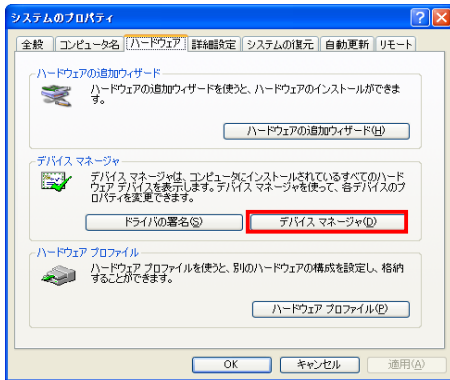 システムのプロパティ
全般 コンピュータ名 ハードウェア 詳細設定 システムの復元 自動更新 リモート
ハードウェアの追加ウィザード
ハードウェアの追加ウィザードを使うと、ハードウェアのインストールができま
す。
ハードウェアの追加ウィザード(H)
デバイス マネージャ
デバイス マネージャは、コンピュータにインストールされているすべてのハード
ウェア デバイスを表示します。デバイス マネージャを使って、各デバイスのプ
ロパティを変更できます。
ドライバの署名(S) デバイス マネージャ(D)
ハードウェア プロファイル
ハードウェア プロファイルを使うと、別のハードウェアの構成を設定し、格納
することができます。
ハードウェア プロファイル(P)
OK キャンセル 適用(A)